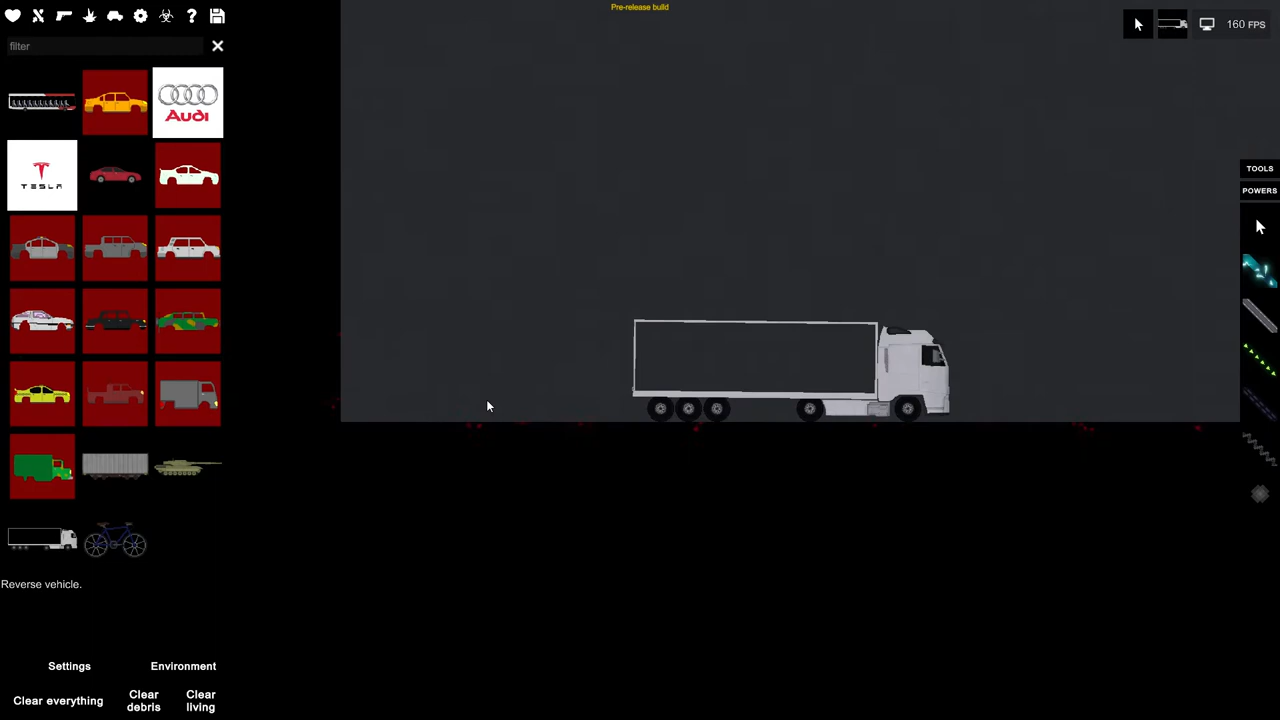 Pre-release build
160 FPS
filter
Audi
TESLA
TOOLS
POWERS
Reverse vehicle.
Settings
Environment
Clear everything
Clear
debris
Clear
living